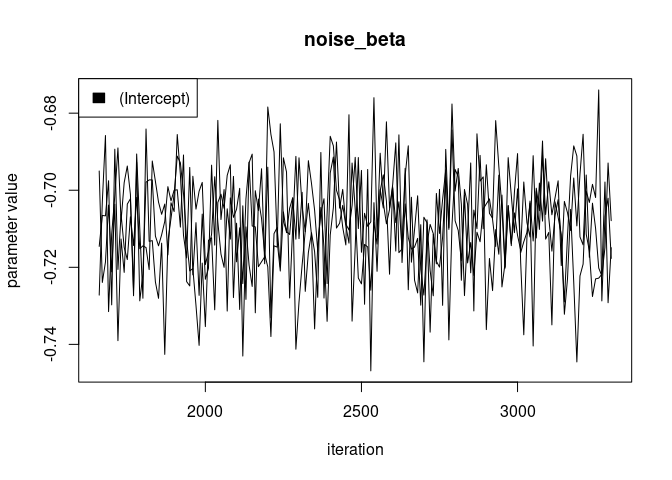 noise_beta
(Intercept)
-0.68
-0.70
-0.72
-0.74
parameter value
2000
2500
3000
iteration